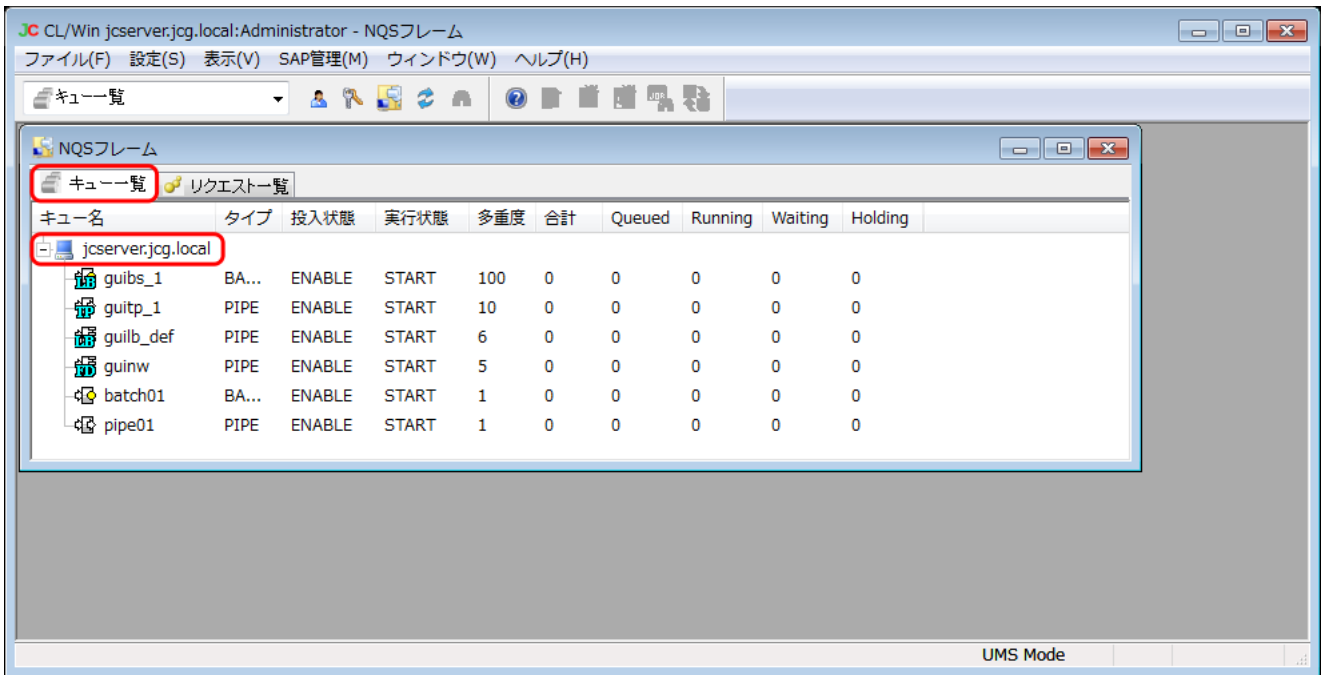 JC CL/Win jcserver.jcg.local:Administrator - NQSフレーム
ファイル(F) 設定(S) 表示(V) SAP管理(M) ウィンドウ(W) ヘルプ(H)
キュー一覧
NQSフレーム
キュー一覧 リクエスト一覧
キュー名 タイプ 投入状態 実行状態 多重度 合計 Queued Running Waiting Holding
jcserver.jcg.local
guibs_1 BA... ENABLE START 100 0 0 0 0 0
guitp_1 PIPE ENABLE START 10 0 0 0 0 0
guilb_def PIPE ENABLE START 6 0 0 0 0 0
guinw PIPE ENABLE START 5 0 0 0 0 0
batch01 BA... ENABLE START 1 0 0 0 0 0
pipe01 PIPE ENABLE START 1 0 0 0 0 0
UMS Mode